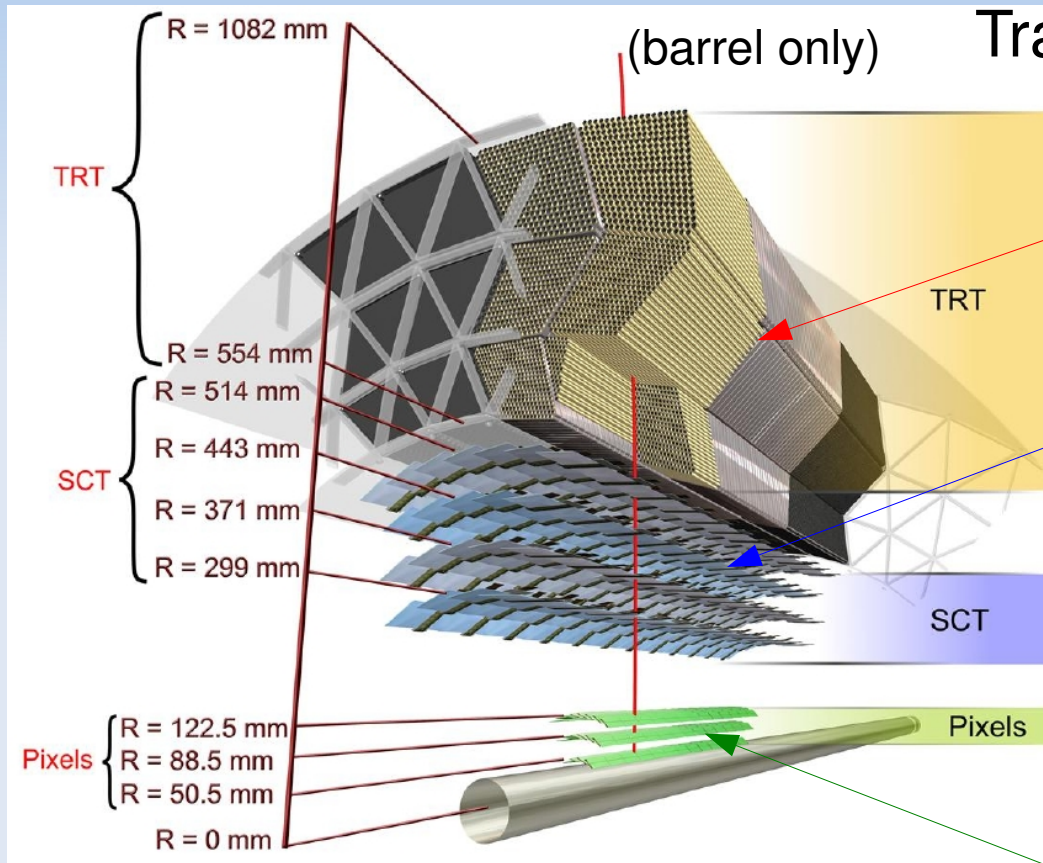 (barrel only)
Tra
R = 1082 mm
TRT
R = 554 mm
R = 514 mm
R = 443 mm
SCT
R = 371 mm
R = 299 mm
R = 122.5 mm
Pixels
R = 88.5 mm
R = 50.5 mm
R = 0 mm
TRT
SCT
Pixels